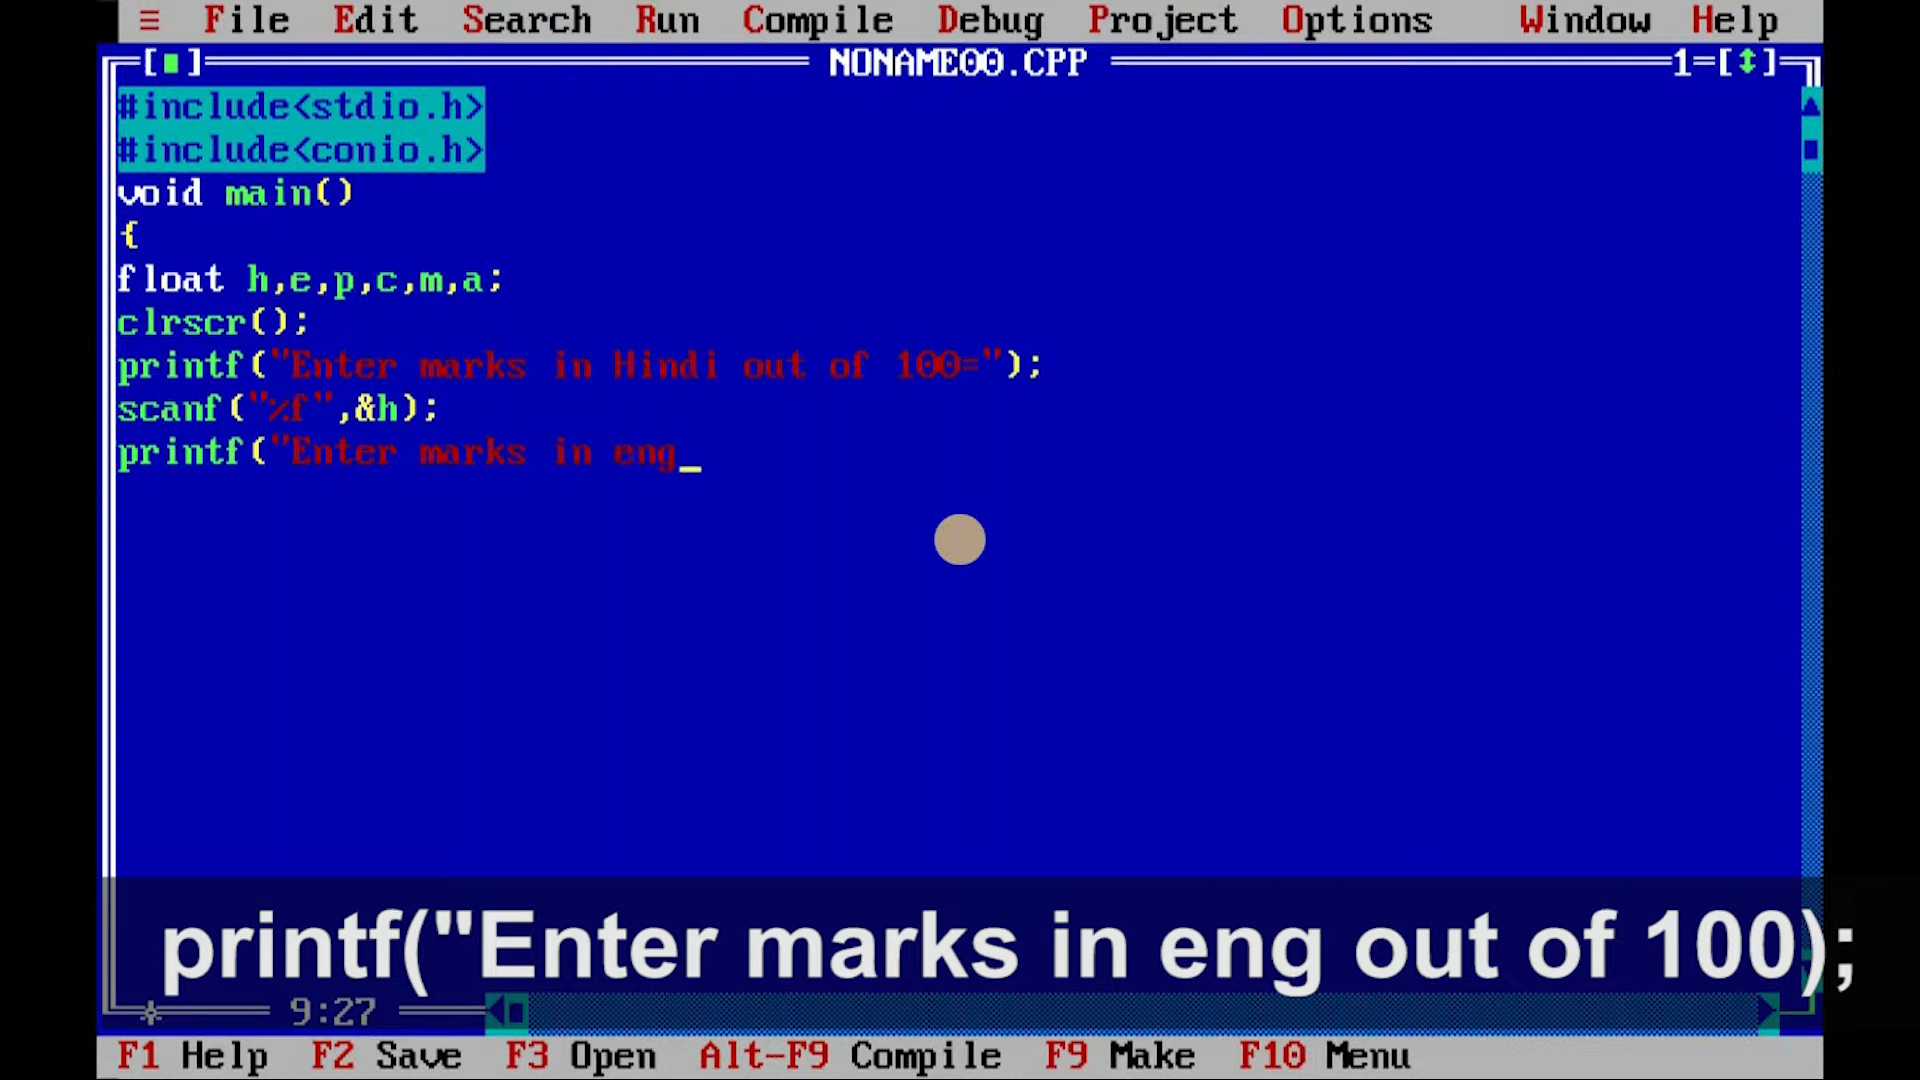 ≡ File Edit Search Run Compile Debug Project Options Window Help
[■] NONAME00.CPP 1=[↕]
#include<stdio.h>
#include<conio.h>
void main()
{
float h,e,p,c,m,a;
clrscr();
printf("Enter marks in Hindi out of 100=");
scanf("%f",&h);
printf("Enter marks in eng_
printf("Enter marks in eng out of 100);
9:27
F1 Help F2 Save F3 Open Alt-F9 Compile F9 Make F10 Menu